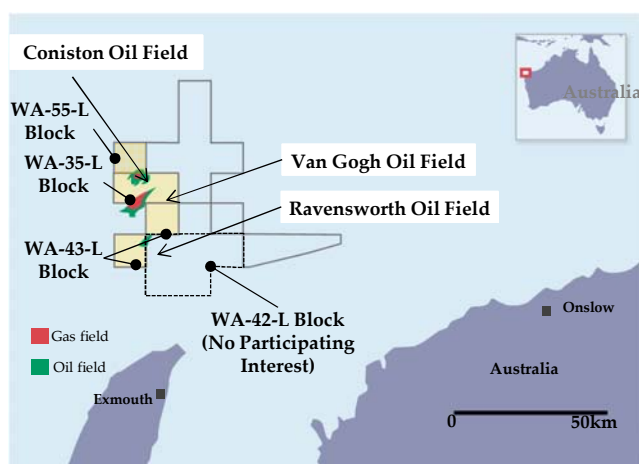 Coniston Oil Field
WA-55-L
Block
WA-35-L
Block
Van Gogh Oil Field
Ravensworth Oil Field
WA-43-L
Block
WA-42-L Block
(No Participating
Interest)
Gas field
Oil field
Exmouth
Onslow
Australia
0
50km
Australia